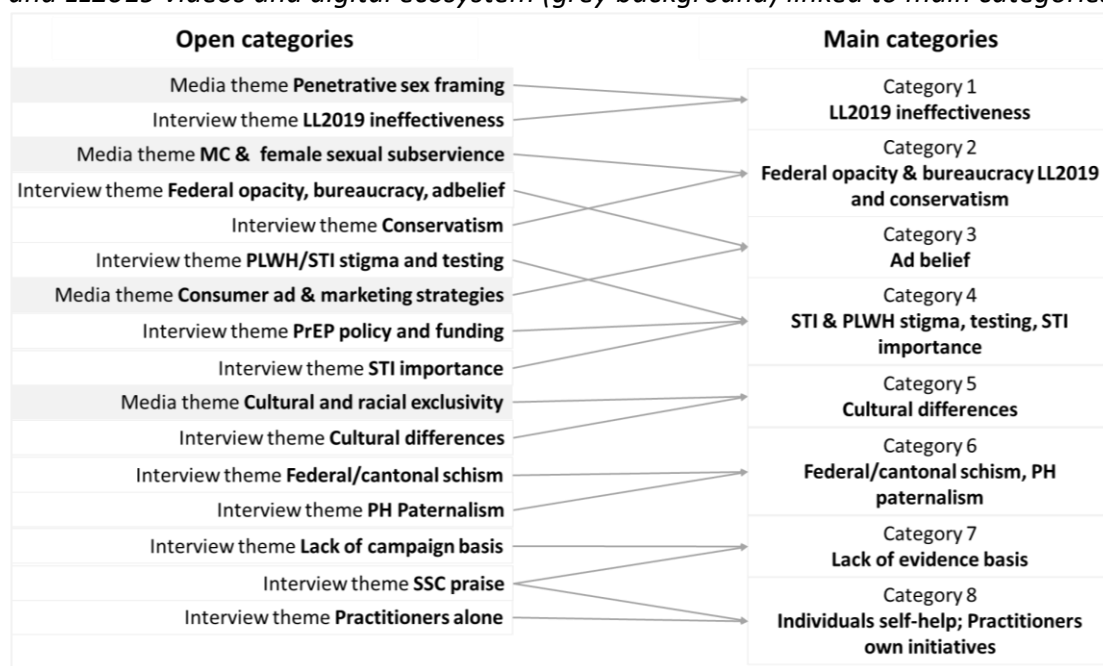 and LL2019 videos and digital ecosystem (grey background) linked to main categories
Open categories
Media theme Penetrative sex framing
Interview theme LL2019 ineffectiveness
Media theme MC & female sexual subservience
Interview theme Federal opacity, bureaucracy, adbelief
Interview theme Conservatism
Interview theme PLWH/STI stigma and testing
Media theme Consumer ad & marketing strategies
Interview theme PrEP policy and funding
Interview theme STI importance
Media theme Cultural and racial exclusivity
Interview theme Cultural differences
Interview theme Federal/cantonal schism
Interview theme PH Paternalism
Interview theme Lack of campaign basis
Interview theme SSC praise
Interview theme Practitioners alone
Main categories
Category 1
LL2019 ineffectiveness
Category 2
Federal opacity & bureaucracy LL2019
and conservatism
Category 3
Ad belief
Category 4
STI & PLWH stigma, testing, STI
importance
Category 5
Cultural differences
Category 6
Federal/cantonal schism, PH
paternalism
Category 7
Lack of evidence basis
Category 8
Individuals self-help; Practitioners
own initiatives